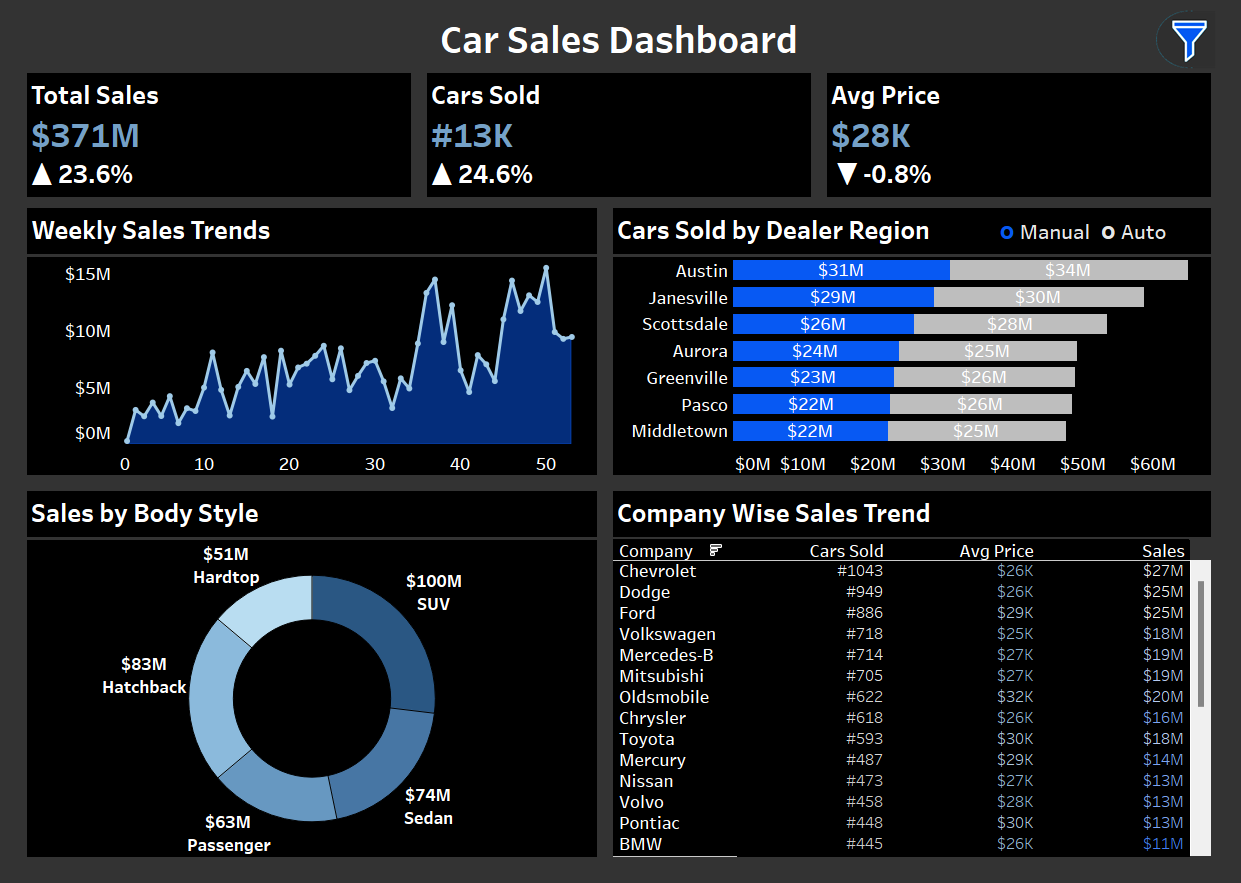 Car Sales Dashboard
Total Sales
$371M
▲ 23.6%
Cars Sold
#13K
▲ 24.6%
Avg Price
$28K
▼ -0.8%
Weekly Sales Trends
$15M
$10M
$5M
$0M
0 10 20 30 40 50
Cars Sold by Dealer Region
Manual Auto
Austin $31M $34M
Janesville $29M $30M
Scottsdale $26M $28M
Aurora $24M $25M
Greenville $23M $26M
Pasco $22M $26M
Middletown $22M $25M
$0M $10M $20M $30M $40M $50M $60M
Sales by Body Style
$51M
Hardtop
$100M
SUV
$83M
Hatchback
$74M
Sedan
$63M
Passenger
Company Wise Sales Trend
Company Cars Sold Avg Price Sales
Chevrolet #1043 $26K $27M
Dodge #949 $26K $25M
Ford #886 $29K $25M
Volkswagen #718 $25K $18M
Mercedes-B #714 $27K $19M
Mitsubishi #705 $27K $19M
Oldsmobile #622 $32K $20M
Chrysler #618 $26K $16M
Toyota #593 $30K $18M
Mercury #487 $29K $14M
Nissan #473 $27K $13M
Volvo #458 $28K $13M
Pontiac #448 $30K $13M
BMW #445 $26K $11M